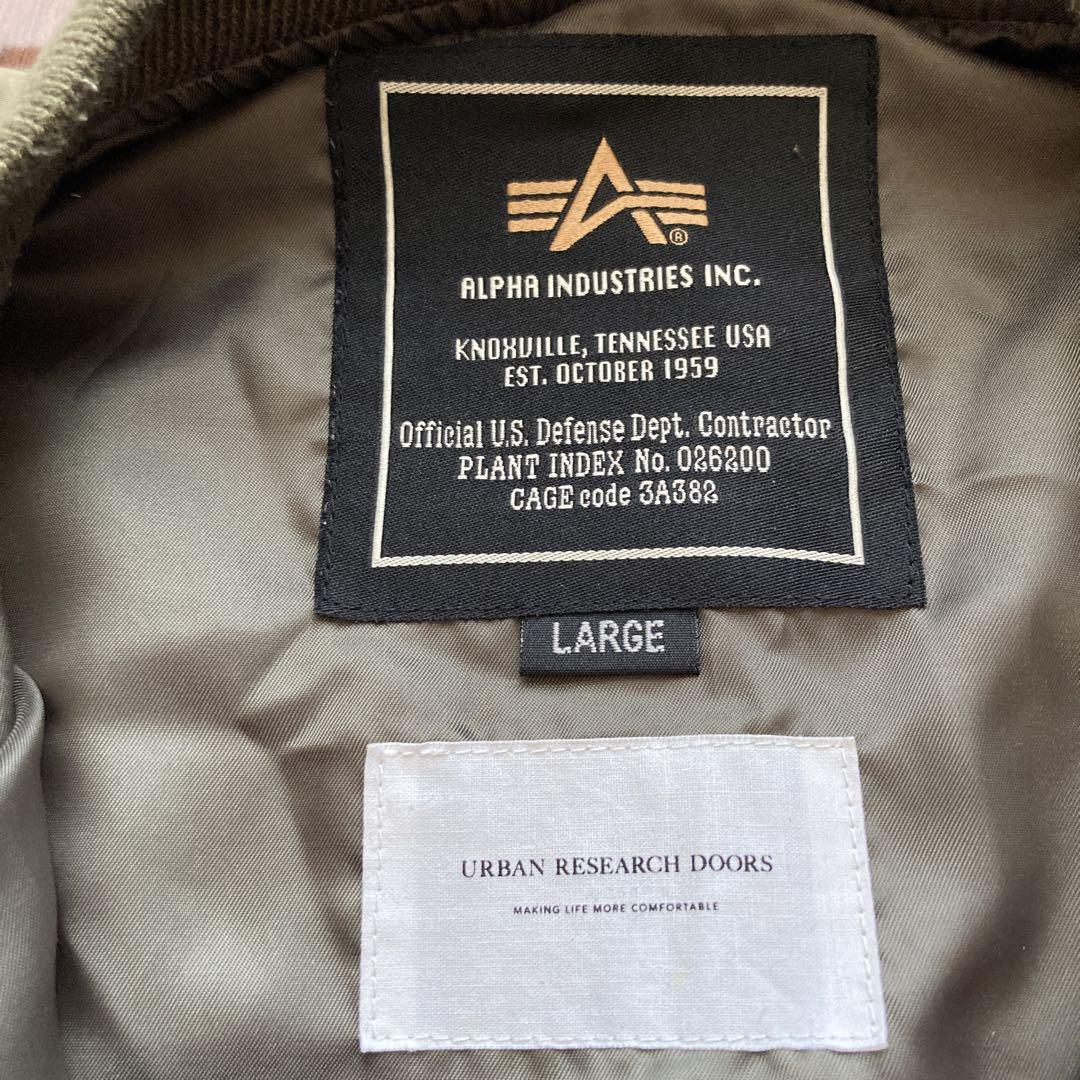 ®
ALPHA INDUSTRIES INC.
KNOXVILLE, TENNESSEE USA
EST. OCTOBER 1959
Official U.S. Defense Dept. Contractor
PLANT INDEX No. 026200
CAGE code 3A382
LARGE
URBAN RESEARCH DOORS
MAKING LIFE MORE COMFORTABLE